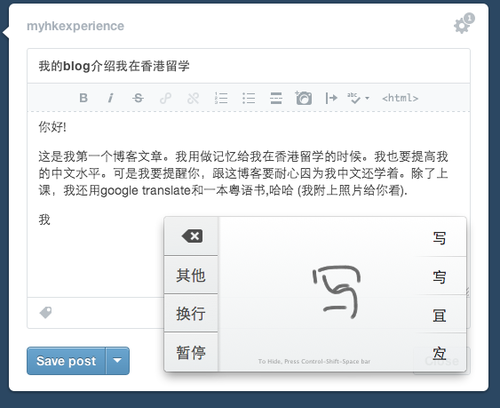 myhkexperience
1
我的blog介绍我在香港留学
B i S <html>
abc
你好!
这是我第一个博客文章。我用做记忆给我在香港留学的时候。我也要提高我
的中文水平。可是我要提醒你，跟这博客要耐心因为我中文还学着。除了上
课，我还用google translate和一本粤语书,哈哈 (我附上照片给你看).
我
写
其他
写
宜
换行
暂停
To Hide, Press Control-Shift-Space bar
Save post
Close